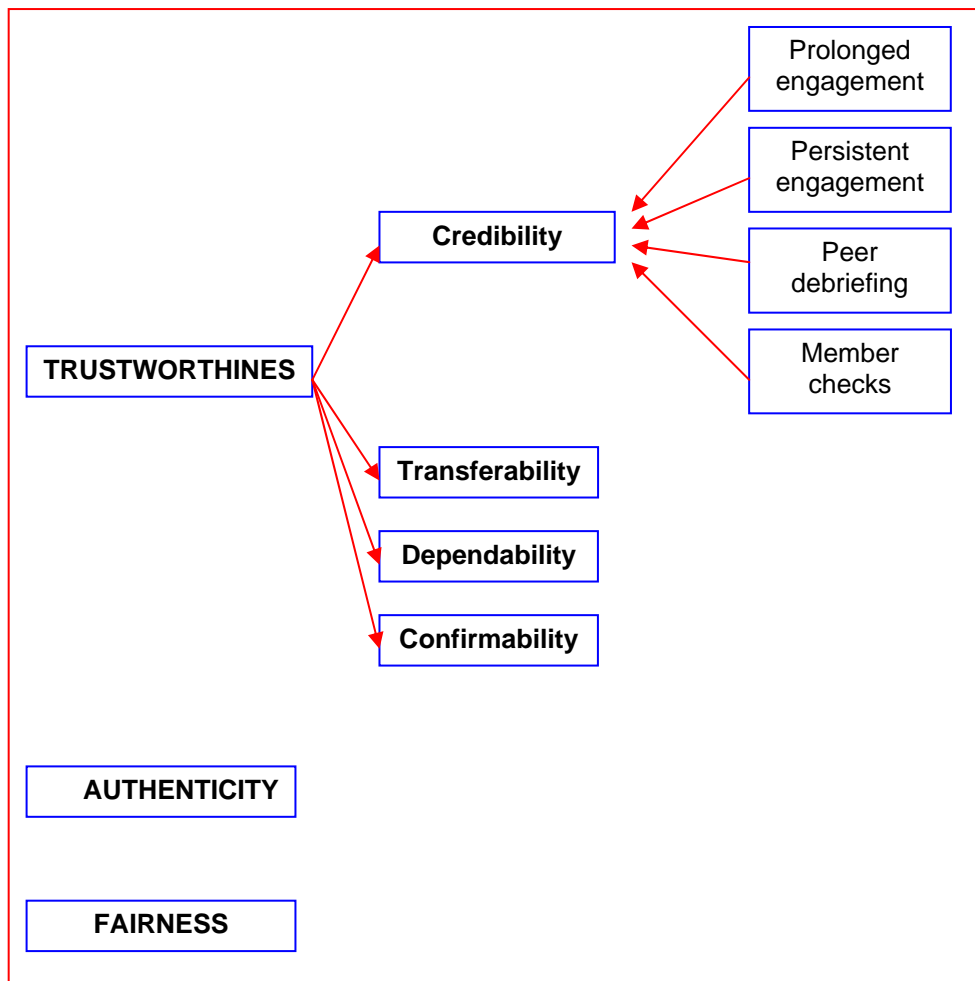 Prolonged
engagement
Persistent
engagement
Credibility
Peer
debriefing
Member
checks
TRUSTWORTHINES
Transferability
Dependability
Confirmability
AUTHENTICITY
FAIRNESS